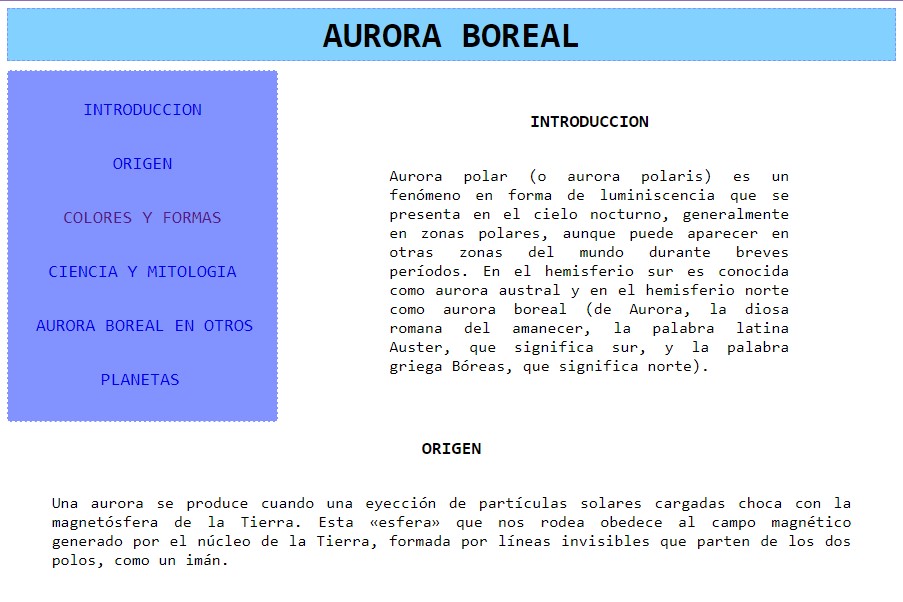 AURORA BOREAL
INTRODUCCION
ORIGEN
COLORES Y FORMAS
CIENCIA Y MITOLOGIA
AURORA BOREAL EN OTROS
PLANETAS
INTRODUCCION
Aurora polar (o aurora polaris) es un
fenómeno en forma de luminiscencia que se
presenta en el cielo nocturno, generalmente
en zonas polares, aunque puede aparecer en
otras zonas del mundo durante breves
períodos. En el hemisferio sur es conocida
como aurora austral y en el hemisferio norte
como aurora boreal (de Aurora, la diosa
romana del amanecer, la palabra latina
Auster, que significa sur, y la palabra
griega Bóreas, que significa norte).
ORIGEN
Una aurora se produce cuando una eyección de partículas solares cargadas choca con la
magnetósfera de la Tierra. Esta «esfera» que nos rodea obedece al campo magnético
generado por el núcleo de la Tierra, formada por líneas invisibles que parten de los dos
polos, como un imán.